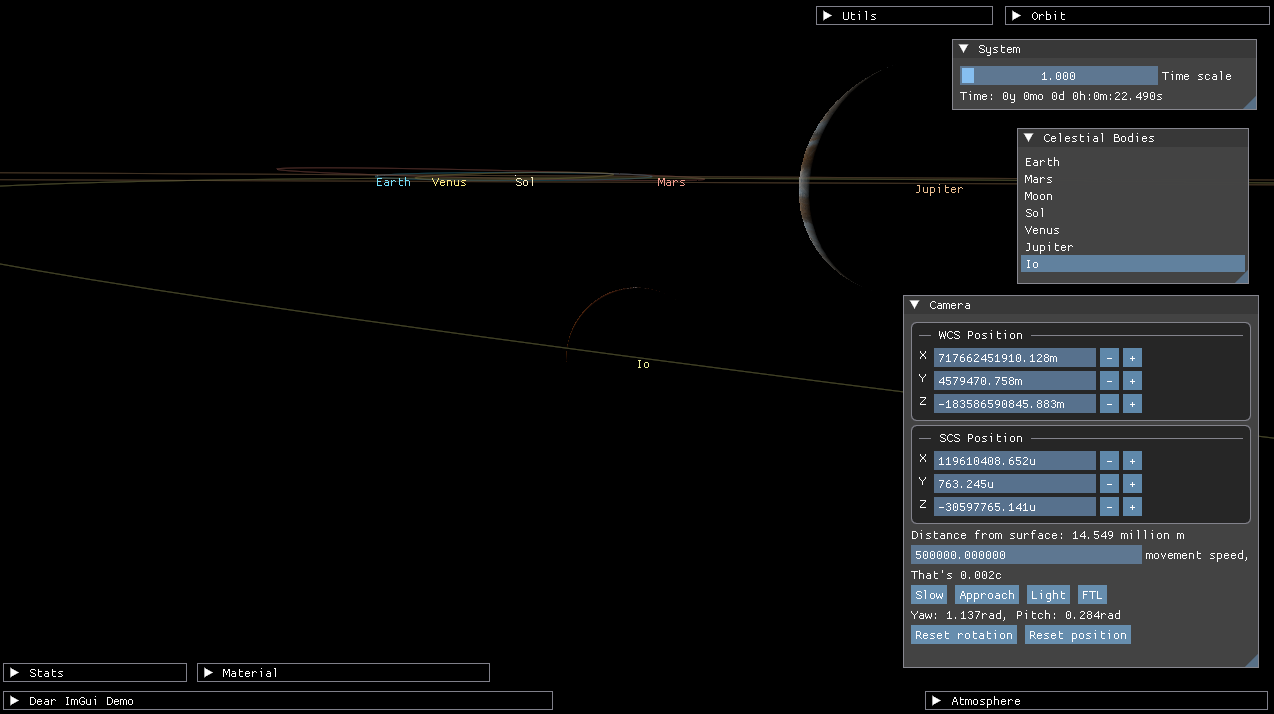 Utils
Orbit
System
1.000 Time scale
Time: 0y 0mo 0d 0h:0m:22.490s
Celestial Bodies
Earth
Mars
Moon
Sol
Venus
Jupiter
Io
Earth
Venus
Sol
Mars
Jupiter
Io
Camera
WCS Position
X 717662451910.128m - +
Y 4579470.758m - +
Z -183586590845.883m - +
SCS Position
X 119610408.652u - +
Y 763.245u - +
Z -30597765.141u - +
Distance from surface: 14.549 million m
500000.000000 movement speed,
That's 0.002c
Slow Approach Light FTL
Yaw: 1.137rad, Pitch: 0.284rad
Reset rotation Reset position
Stats
Material
Dear ImGui Demo
Atmosphere